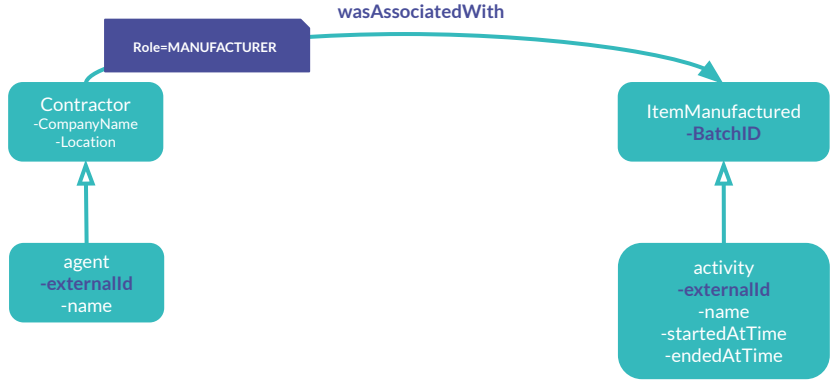 wasAssociatedWith
Role=MANUFACTURER
Contractor
-CompanyName
-Location
ItemManufactured
-BatchID
agent
-externalId
-name
activity
-externalId
-name
-startedAtTime
-endedAtTime